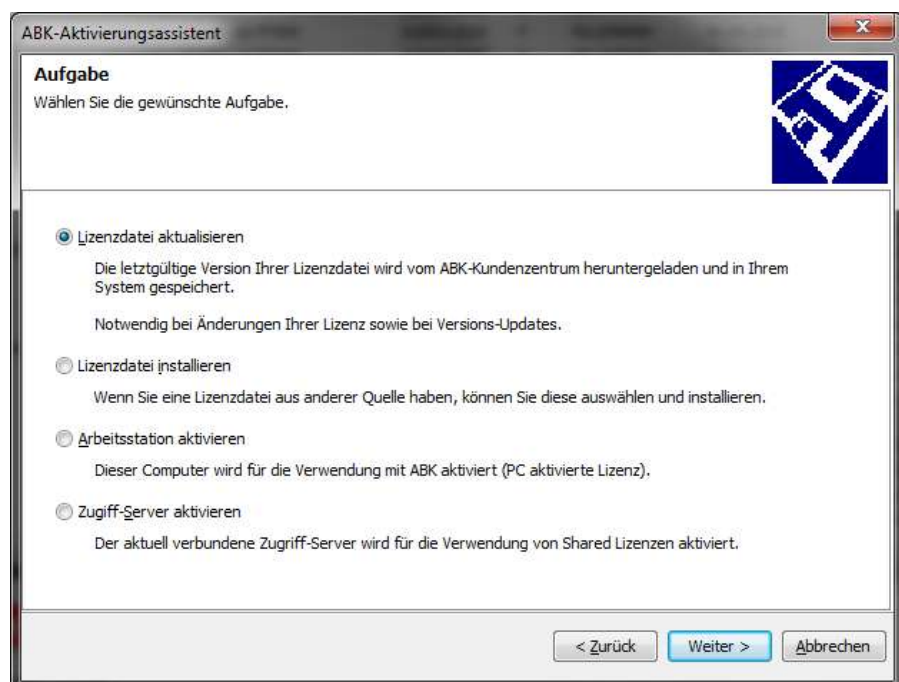 ABK-Aktivierungsassistent
Aufgabe
Wählen Sie die gewünschte Aufgabe.
Lizenzdatei aktualisieren
Die letztgültige Version Ihrer Lizenzdatei wird vom ABK-Kundenzentrum heruntergeladen und in Ihrem
System gespeichert.
Notwendig bei Änderungen Ihrer Lizenz sowie bei Versions-Updates.
Lizenzdatei installieren
Wenn Sie eine Lizenzdatei aus anderer Quelle haben, können Sie diese auswählen und installieren.
Arbeitsstation aktivieren
Dieser Computer wird für die Verwendung mit ABK aktiviert (PC aktivierte Lizenz).
Zugiff-Server aktivieren
Der aktuell verbundene Zugriff-Server wird für die Verwendung von Shared Lizenzen aktiviert.
< Zurück Weiter > Abbrechen